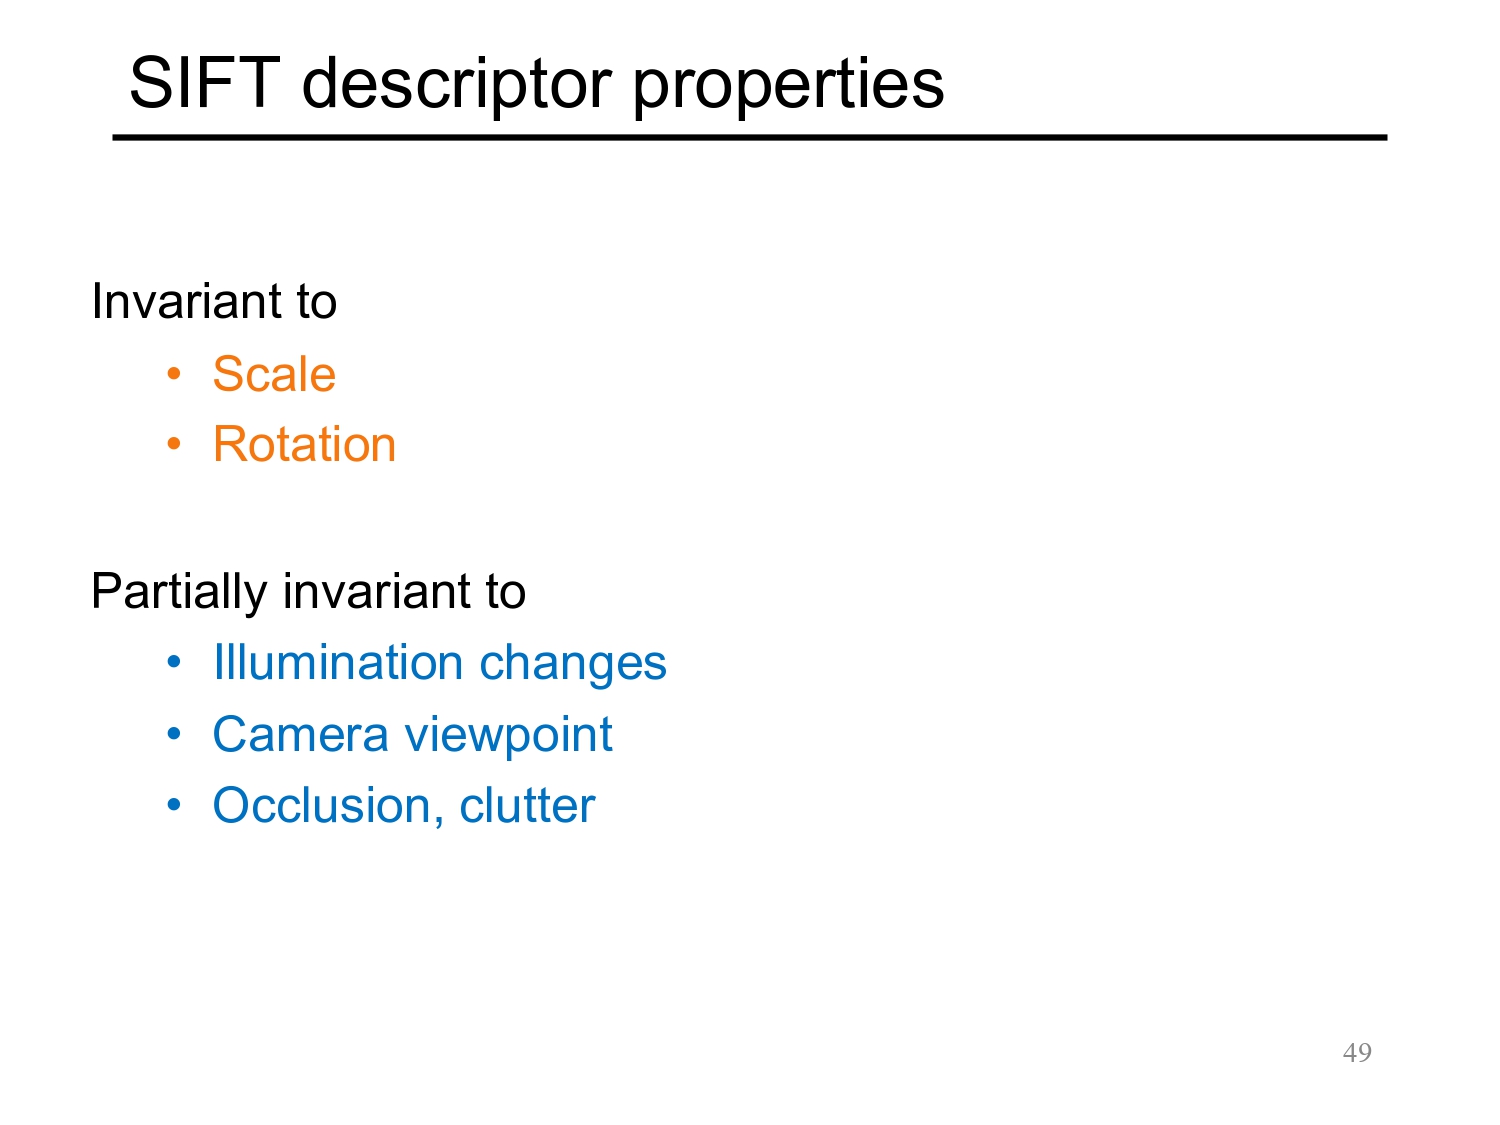 SIFT descriptor properties
Invariant to
• Scale
• Rotation
Partially invariant to
• Illumination changes
• Camera viewpoint
• Occlusion, clutter
49